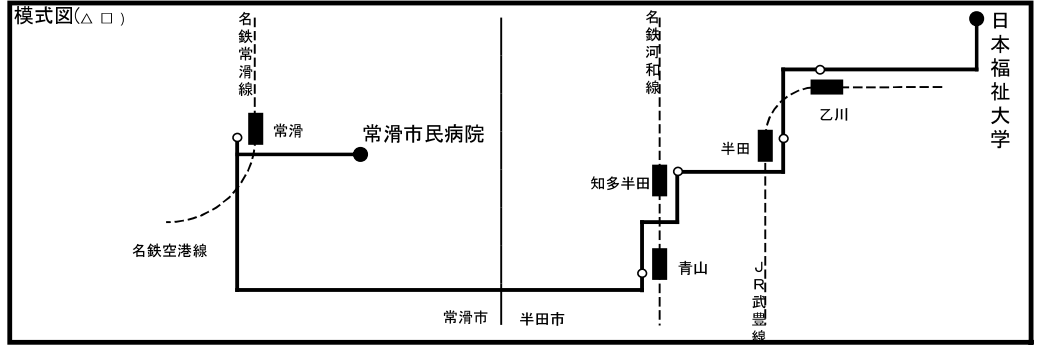 模式図(△ □ )
名鉄常滑線
常滑
常滑市民病院
名鉄空港線
常滑市
半田市
名鉄河和線
知多半田
青山
半田
乙川
JR武豊線
日本福祉大学